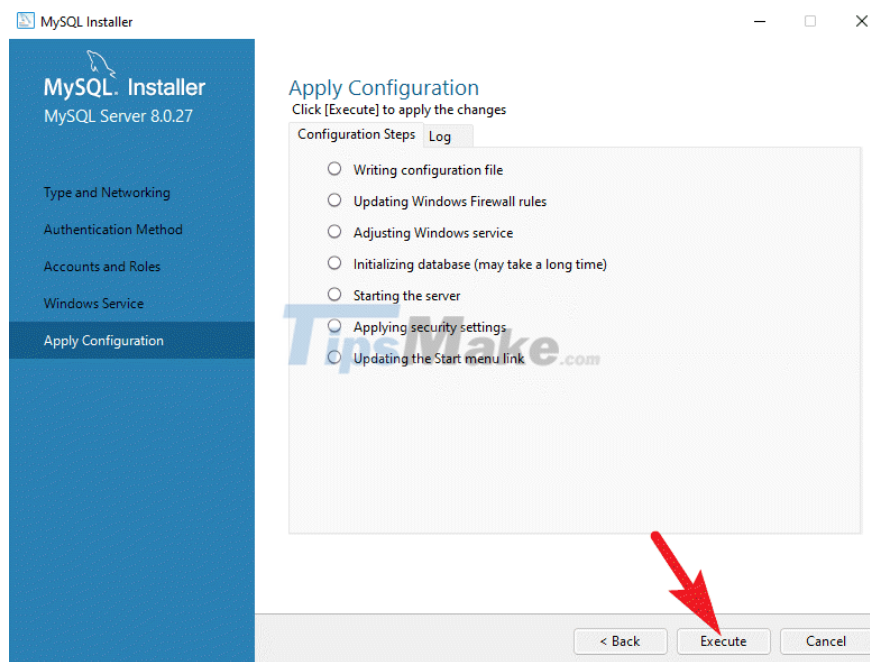 MySQL Installer
MySQL. Installer
MySQL Server 8.0.27
Type and Networking
Authentication Method
Accounts and Roles
Windows Service
Apply Configuration
Apply Configuration
Click [Execute] to apply the changes
Configuration Steps Log
Writing configuration file
Updating Windows Firewall rules
Adjusting Windows service
Initializing database (may take a long time)
Starting the server
Applying security settings
Updating the Start menu link
TipsMake.com
< Back Execute Cancel